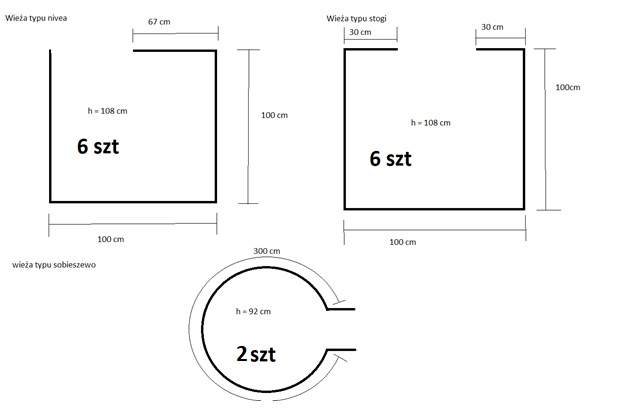 Wieża typu nivea
67 cm
h = 108 cm
6 szt
100 cm
100 cm
Wieża typu stogi
30 cm
30 cm
h = 108 cm
6 szt
100cm
100 cm
wieża typu sobieszewo
300 cm
h = 92 cm
2 szt